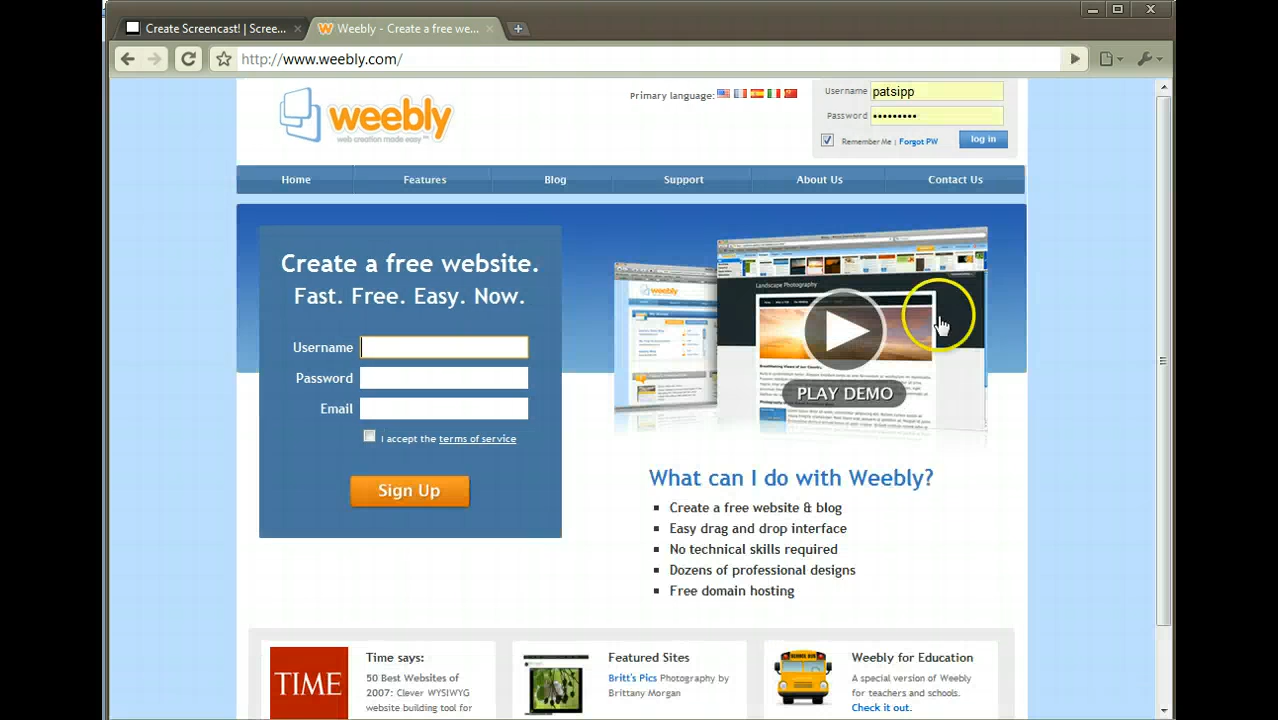 Create Screencast! | Scree...
Weebly - Create a free we...
http://www.weebly.com/
weebly
web creation made easy
Primary language:
Username patsipp
Password •••••••••
Remember Me | Forgot PW
log in
Home Features Blog Support About Us Contact Us
Create a free website.
Fast. Free. Easy. Now.
Username
Password
Email
I accept the terms of service
Sign Up
weebly
Landscape Photography
PLAY DEMO
What can I do with Weebly?
Create a free website & blog
Easy drag and drop interface
No technical skills required
Dozens of professional designs
Free domain hosting
TIME
Time says:
50 Best Websites of
2007: Clever WYSIWYG
website building tool for
Featured Sites
Britt's Pics Photography by
Brittany Morgan
SCHOOL BUS
Weebly for Education
A special version of Weebly
for teachers and schools.
Check it out.